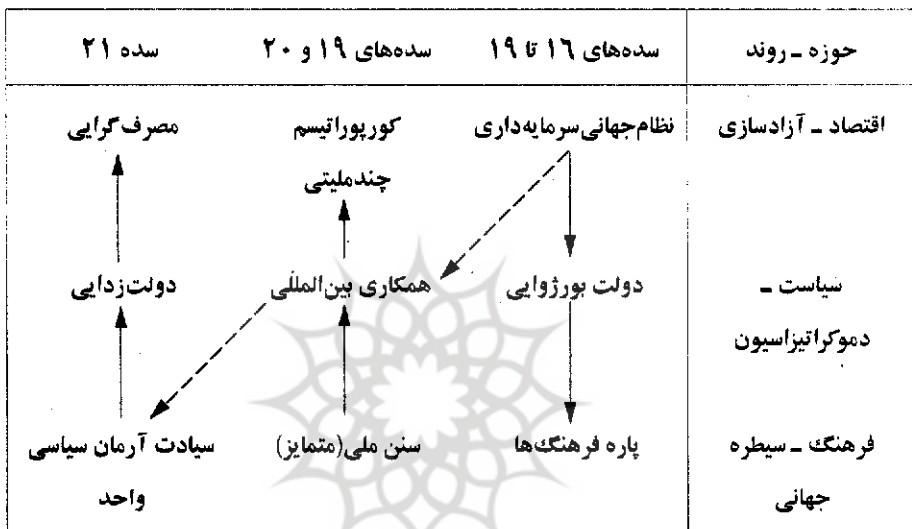 حوزه ـ روند سده‌های ۱۶ تا ۱۹ سده‌های ۱۹ و ۲۰ سده ۲۱
اقتصاد ـ آزادسازی نظام‌جهانی‌سرمایه‌داری کورپوراتیسم مصرف‌گرایی
چندملیتی
سیاست ـ دولت بورژوایی همکاری بین‌المللی دولت‌زدایی
دموکراتیزاسیون
فرهنگ ـ سیطره پاره فرهنگ‌ها سنن ملی(متمایز) سیادت آرمان سیاسی
جهانی واحد